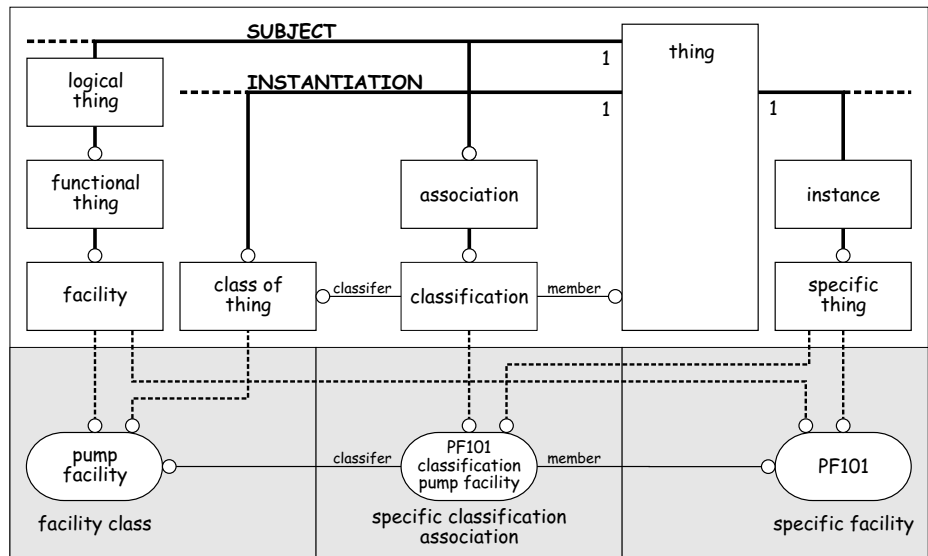 SUBJECT
1
thing
logical
thing
INSTANTIATION
1
1
functional
thing
association
instance
facility
class of
thing
classifer
classification
member
specific
thing
pump
facility
classifer
PF101
classification
pump facility
member
PF101
facility class
specific classification
association
specific facility